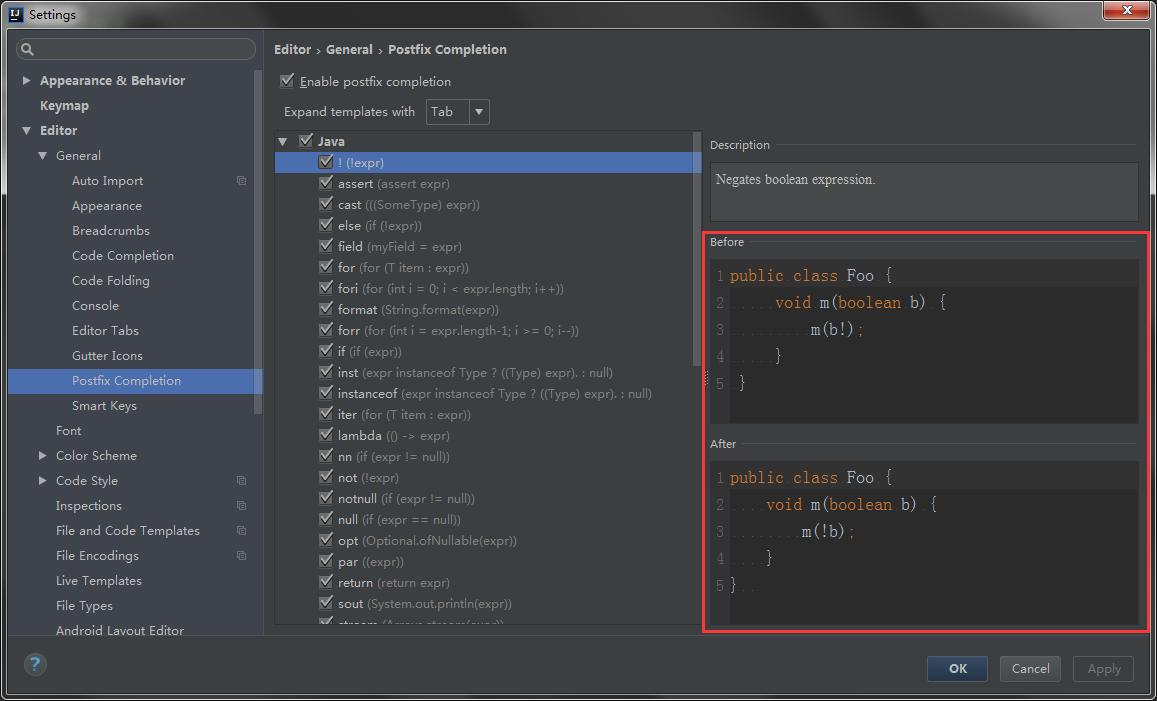 Settings
Appearance & Behavior
Keymap
Editor
General
Auto Import
Appearance
Breadcrumbs
Code Completion
Code Folding
Console
Editor Tabs
Gutter Icons
Postfix Completion
Smart Keys
Font
Color Scheme
Code Style
Inspections
File and Code Templates
File Encodings
Live Templates
File Types
Android Layout Editor
Editor › General › Postfix Completion
Enable postfix completion
Expand templates with Tab
Java
! (!expr)
assert (assert expr)
cast (((SomeType) expr))
else (if (!expr))
field (myField = expr)
for (for (T item : expr))
fori (for (int i = 0; i < expr.length; i++))
format (String.format(expr))
forr (for (int i = expr.length-1; i >= 0; i--))
if (if (expr))
inst (expr instanceof Type ? ((Type) expr). : null)
instanceof (expr instanceof Type ? ((Type) expr). : null)
iter (for (T item : expr))
lambda (() -> expr)
nn (if (expr != null))
not (!expr)
notnull (if (expr != null))
null (if (expr == null))
opt (Optional.ofNullable(expr))
par ((expr))
return (return expr)
sout (System.out.println(expr))
stream (Arrays.stream(expr))
Description
Negates boolean expression.
Before
1 public class Foo {
2 void m(boolean b) {
3 m(b!);
4 }
5 }
After
1 public class Foo {
2 void m(boolean b) {
3 m(!b);
4 }
5 }
?
OK
Cancel
Apply